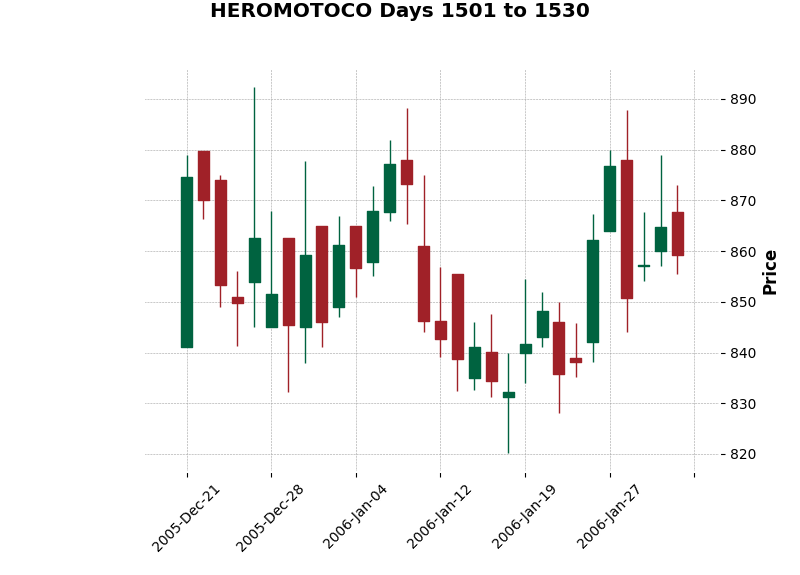 HEROMOTOCO Days 1501 to 1530
890
880
870
860
850
840
830
820
Price
2005-Dec-21
2005-Dec-28
2006-Jan-04
2006-Jan-12
2006-Jan-19
2006-Jan-27